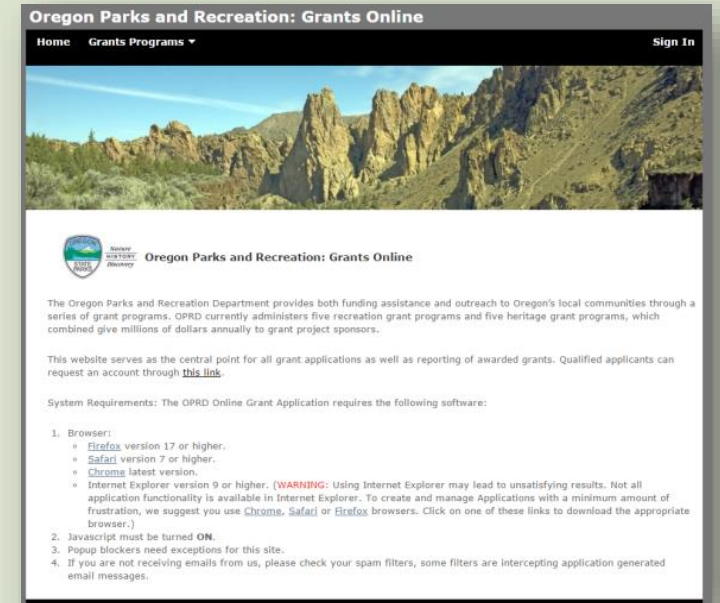 Oregon Parks and Recreation: Grants Online
Home Grants Programs ▼ Sign In
OREGON
STATE
PARKS
Nature
HISTORY
Discovery
Oregon Parks and Recreation: Grants Online
The Oregon Parks and Recreation Department provides both funding assistance and outreach to Oregon's local communities through a
series of grant programs. OPRD currently administers five recreation grant programs and five heritage grant programs, which
combined give millions of dollars annually to grant project sponsors.
This website serves as the central point for all grant applications as well as reporting of awarded grants. Qualified applicants can
request an account through this link.
System Requirements: The OPRD Online Grant Application requires the following software:
1. Browser:
Firefox version 17 or higher.
Safari version 7 or higher.
Chrome latest version.
Internet Explorer version 9 or higher. (WARNING: Using Internet Explorer may lead to unsatisfying results. Not all
application functionality is available in Internet Explorer. To create and manage Applications with a minimum amount of
frustration, we suggest you use Chrome, Safari or Firefox browsers. Click on one of these links to download the appropriate
browser.)
2. Javascript must be turned ON.
3. Popup blockers need exceptions for this site.
4. If you are not receiving emails from us, please check your spam filters, some filters are intercepting application generated
email messages.